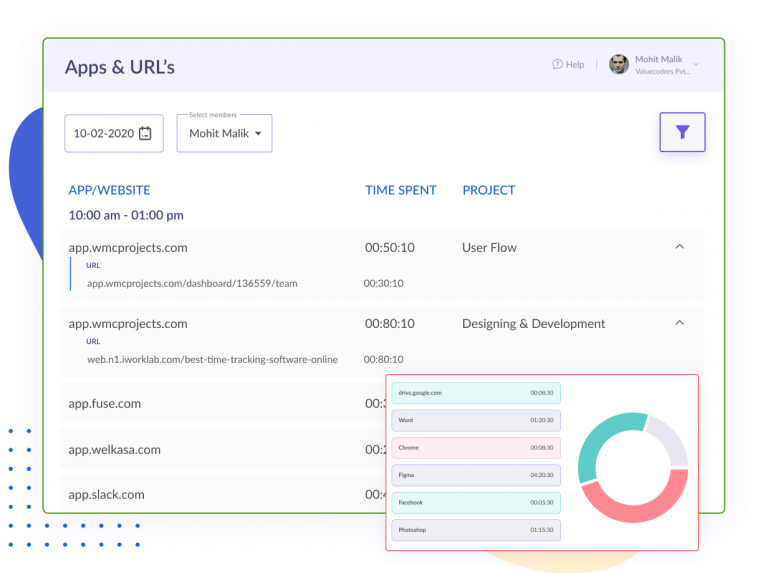 Apps & URL's
Help
Mohit Malik
Valuecoders Pvt...
10-02-2020
Select members
Mohit Malik
APP/WEBSITE TIME SPENT PROJECT
10:00 am - 01:00 pm
app.wmcprojects.com 00:50:10 User Flow
URL
app.wmcprojects.com/dashboard/136559/team 00:30:10
app.wmcprojects.com 00:80:10 Designing & Development
URL
web.n1.iworklab.com/best-time-tracking-software-online 00:80:10
app.fuse.com 00:
app.welkasa.com 00:
app.slack.com 00:
drive.google.com 00:08:30
Word 01:20:30
Chrome 00:08:30
Figma 04:20:30
Facebook 00:05:30
Photoshop 01:15:30